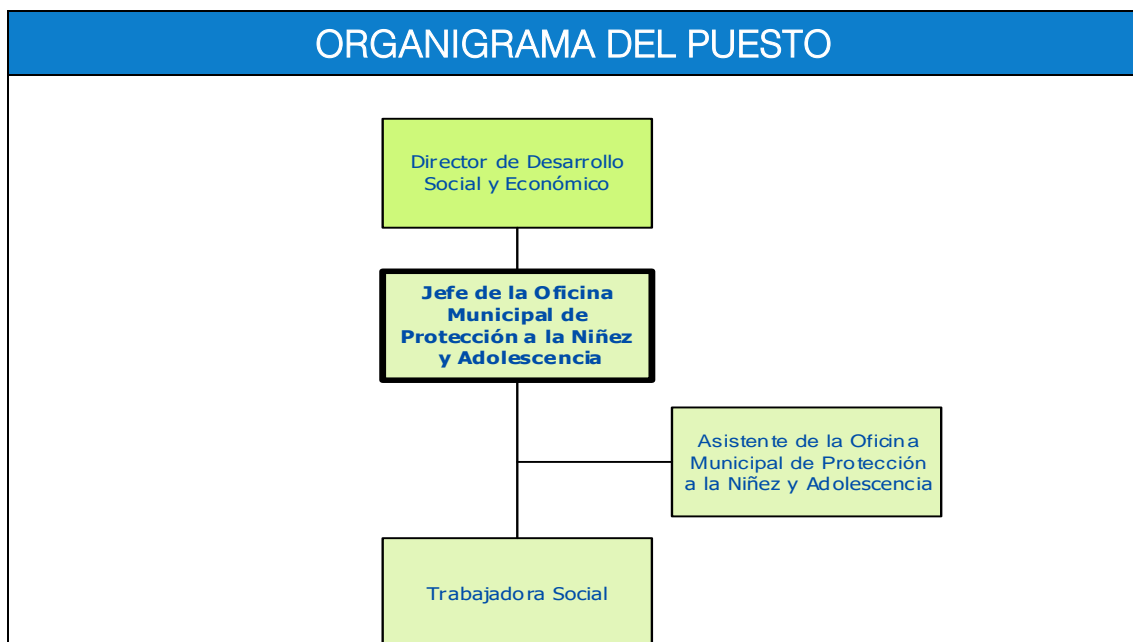 ORGANIGRAMA DEL PUESTO
Director de Desarrollo
Social y Económico
Jefe de la Oficina
Municipal de
Protección a la Niñez
y Adolescencia
Asistente de la Oficina
Municipal de Protección
a la Niñez y Adolescencia
Trabajadora Social